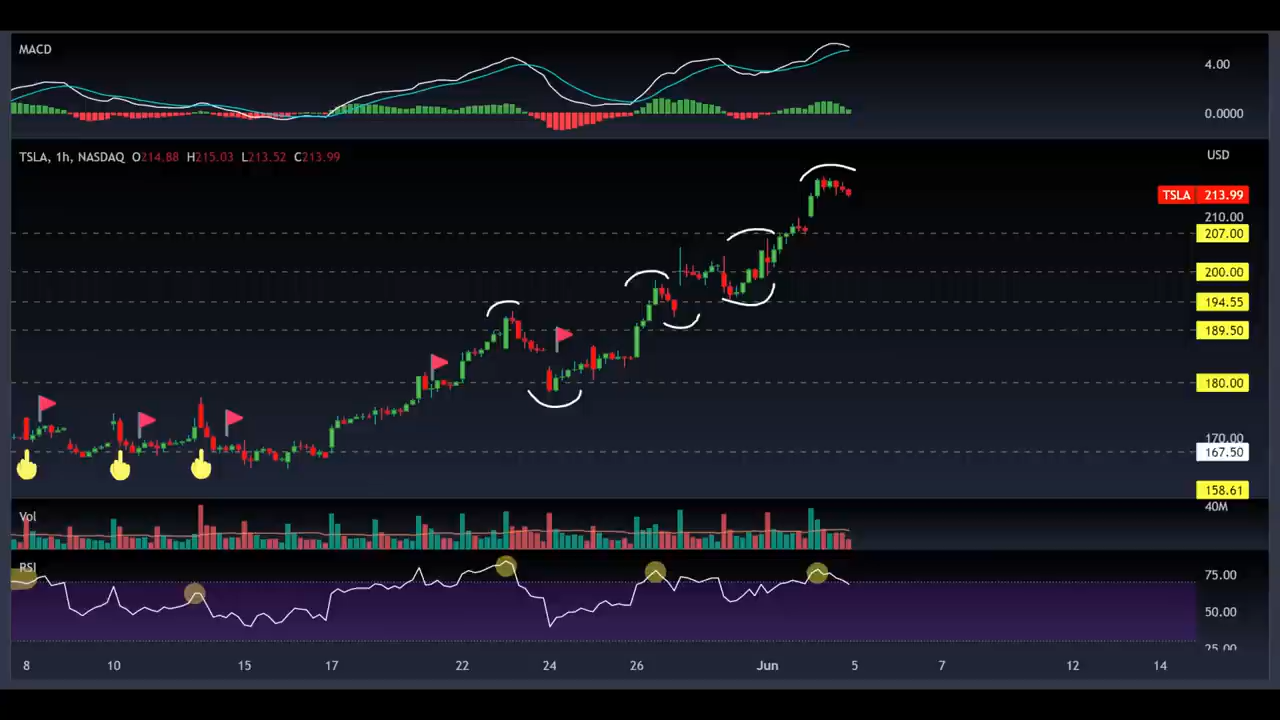 MACD
4.00
0.0000
TSLA, 1h, NASDAQ O214.88 H215.03 L213.52 C213.99
USD
TSLA 213.99
210.00
207.00
200.00
194.55
189.50
180.00
170.00
167.50
158.61
Vol
40M
RSI
75.00
50.00
25.00
8 10 15 17 22 24 26 Jun 5 7 12 14